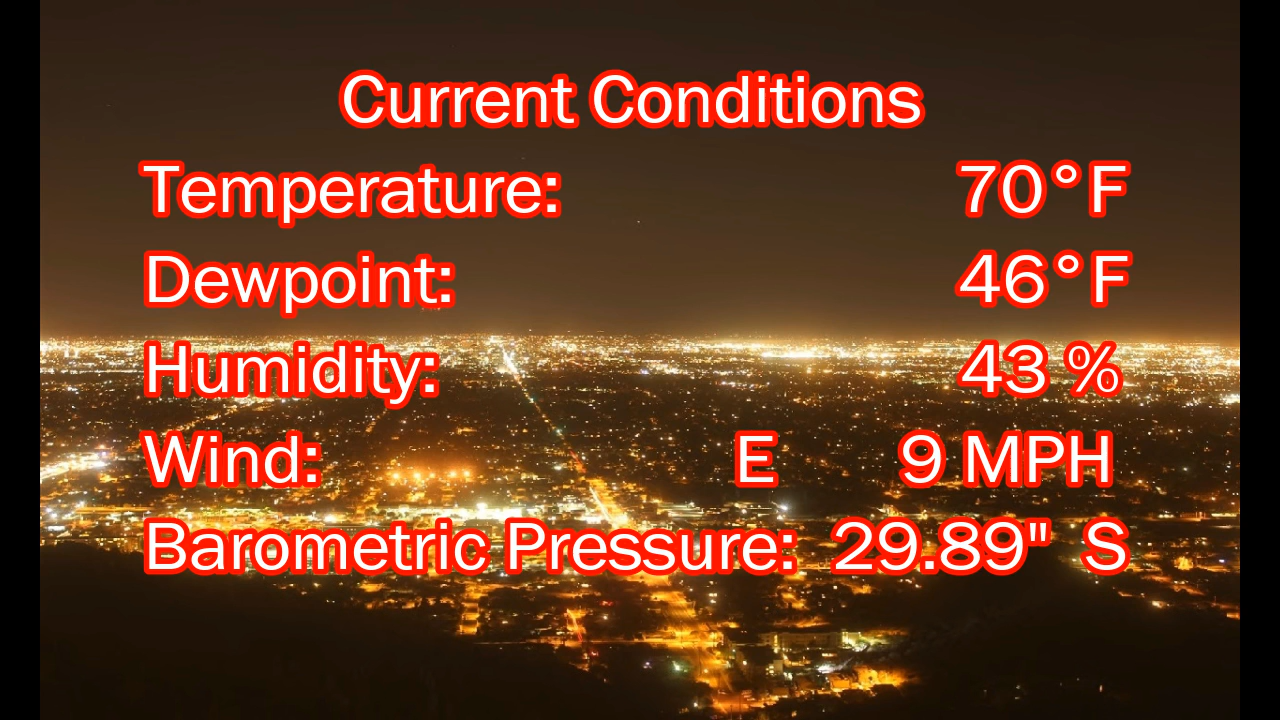 Current Conditions
Temperature: 70°F
Dewpoint: 46°F
Humidity: 43 %
Wind: E 9 MPH
Barometric Pressure: 29.89" S